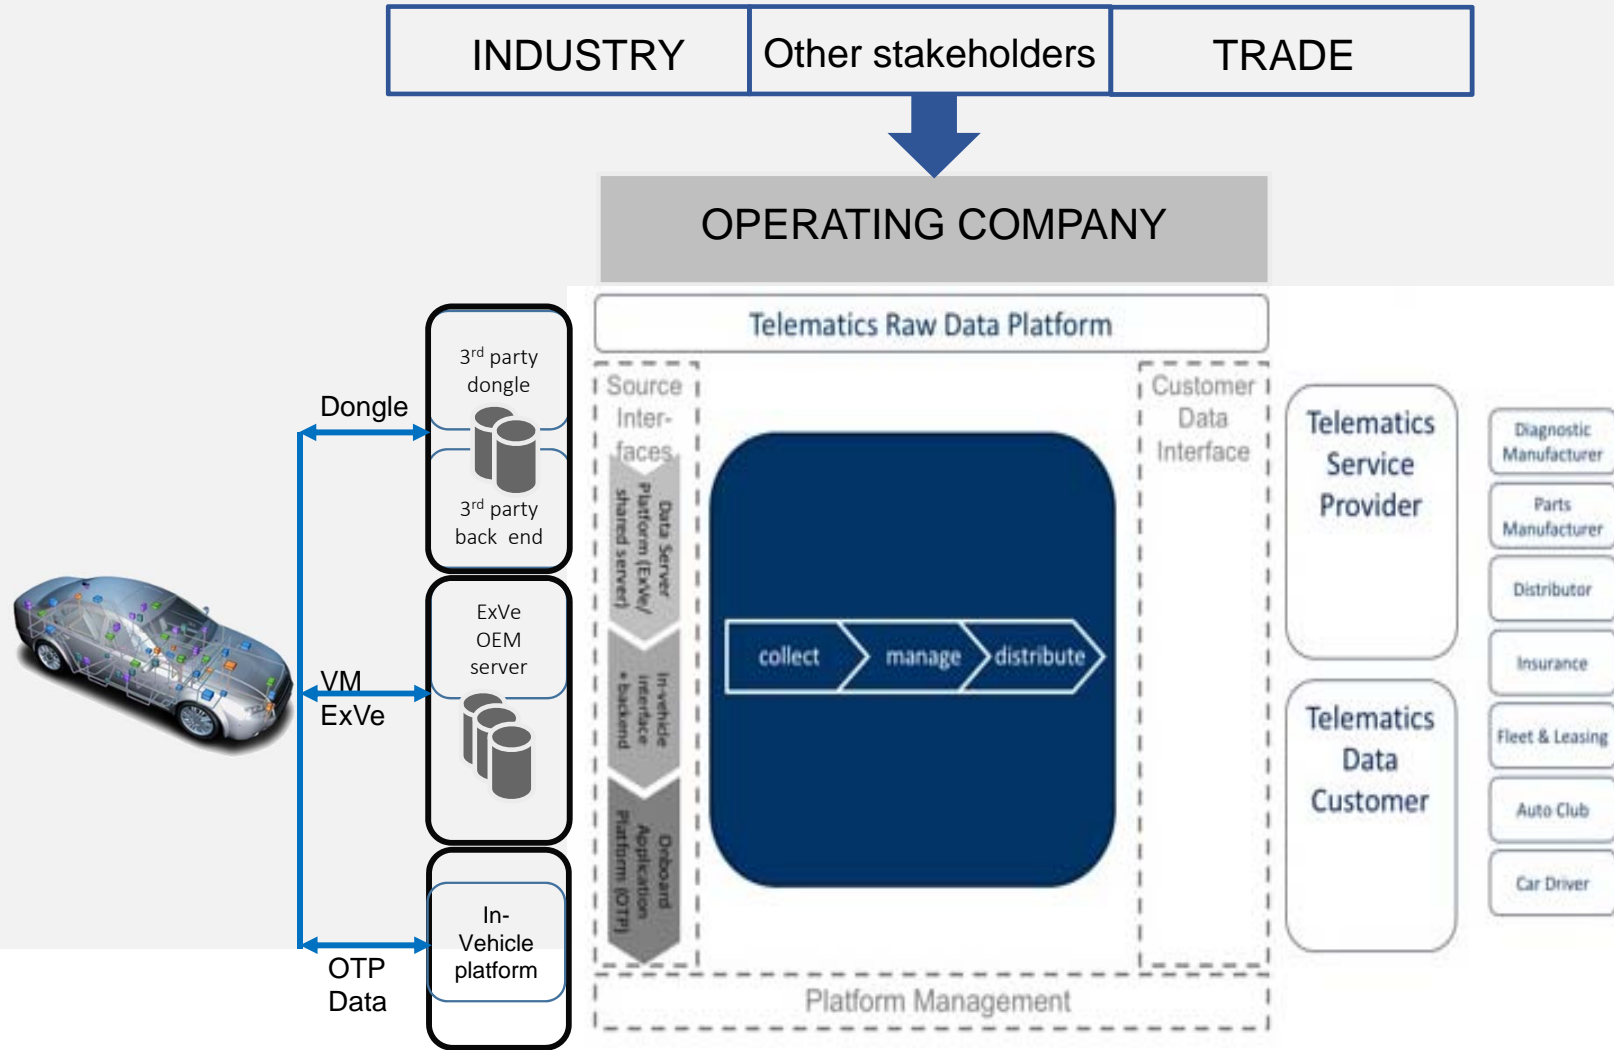 INDUSTRY
Other stakeholders
TRADE
OPERATING COMPANY
Telematics Raw Data Platform
3rd party
dongle
3rd party
back end
Dongle
ExVe
OEM
server
VM
ExVe
In-
Vehicle
platform
OTP
Data
Source
Inter-
faces
Data Server
Platform (ExVe/
shared server)
In-vehicle
interface
+ backend
Onboard
Application
Platform (OTP)
collect
manage
distribute
Customer
Data
Interface
Platform Management
Telematics
Service
Provider
Telematics
Data
Customer
Diagnostic
Manufacturer
Parts
Manufacturer
Distributor
Insurance
Fleet & Leasing
Auto Club
Car Driver